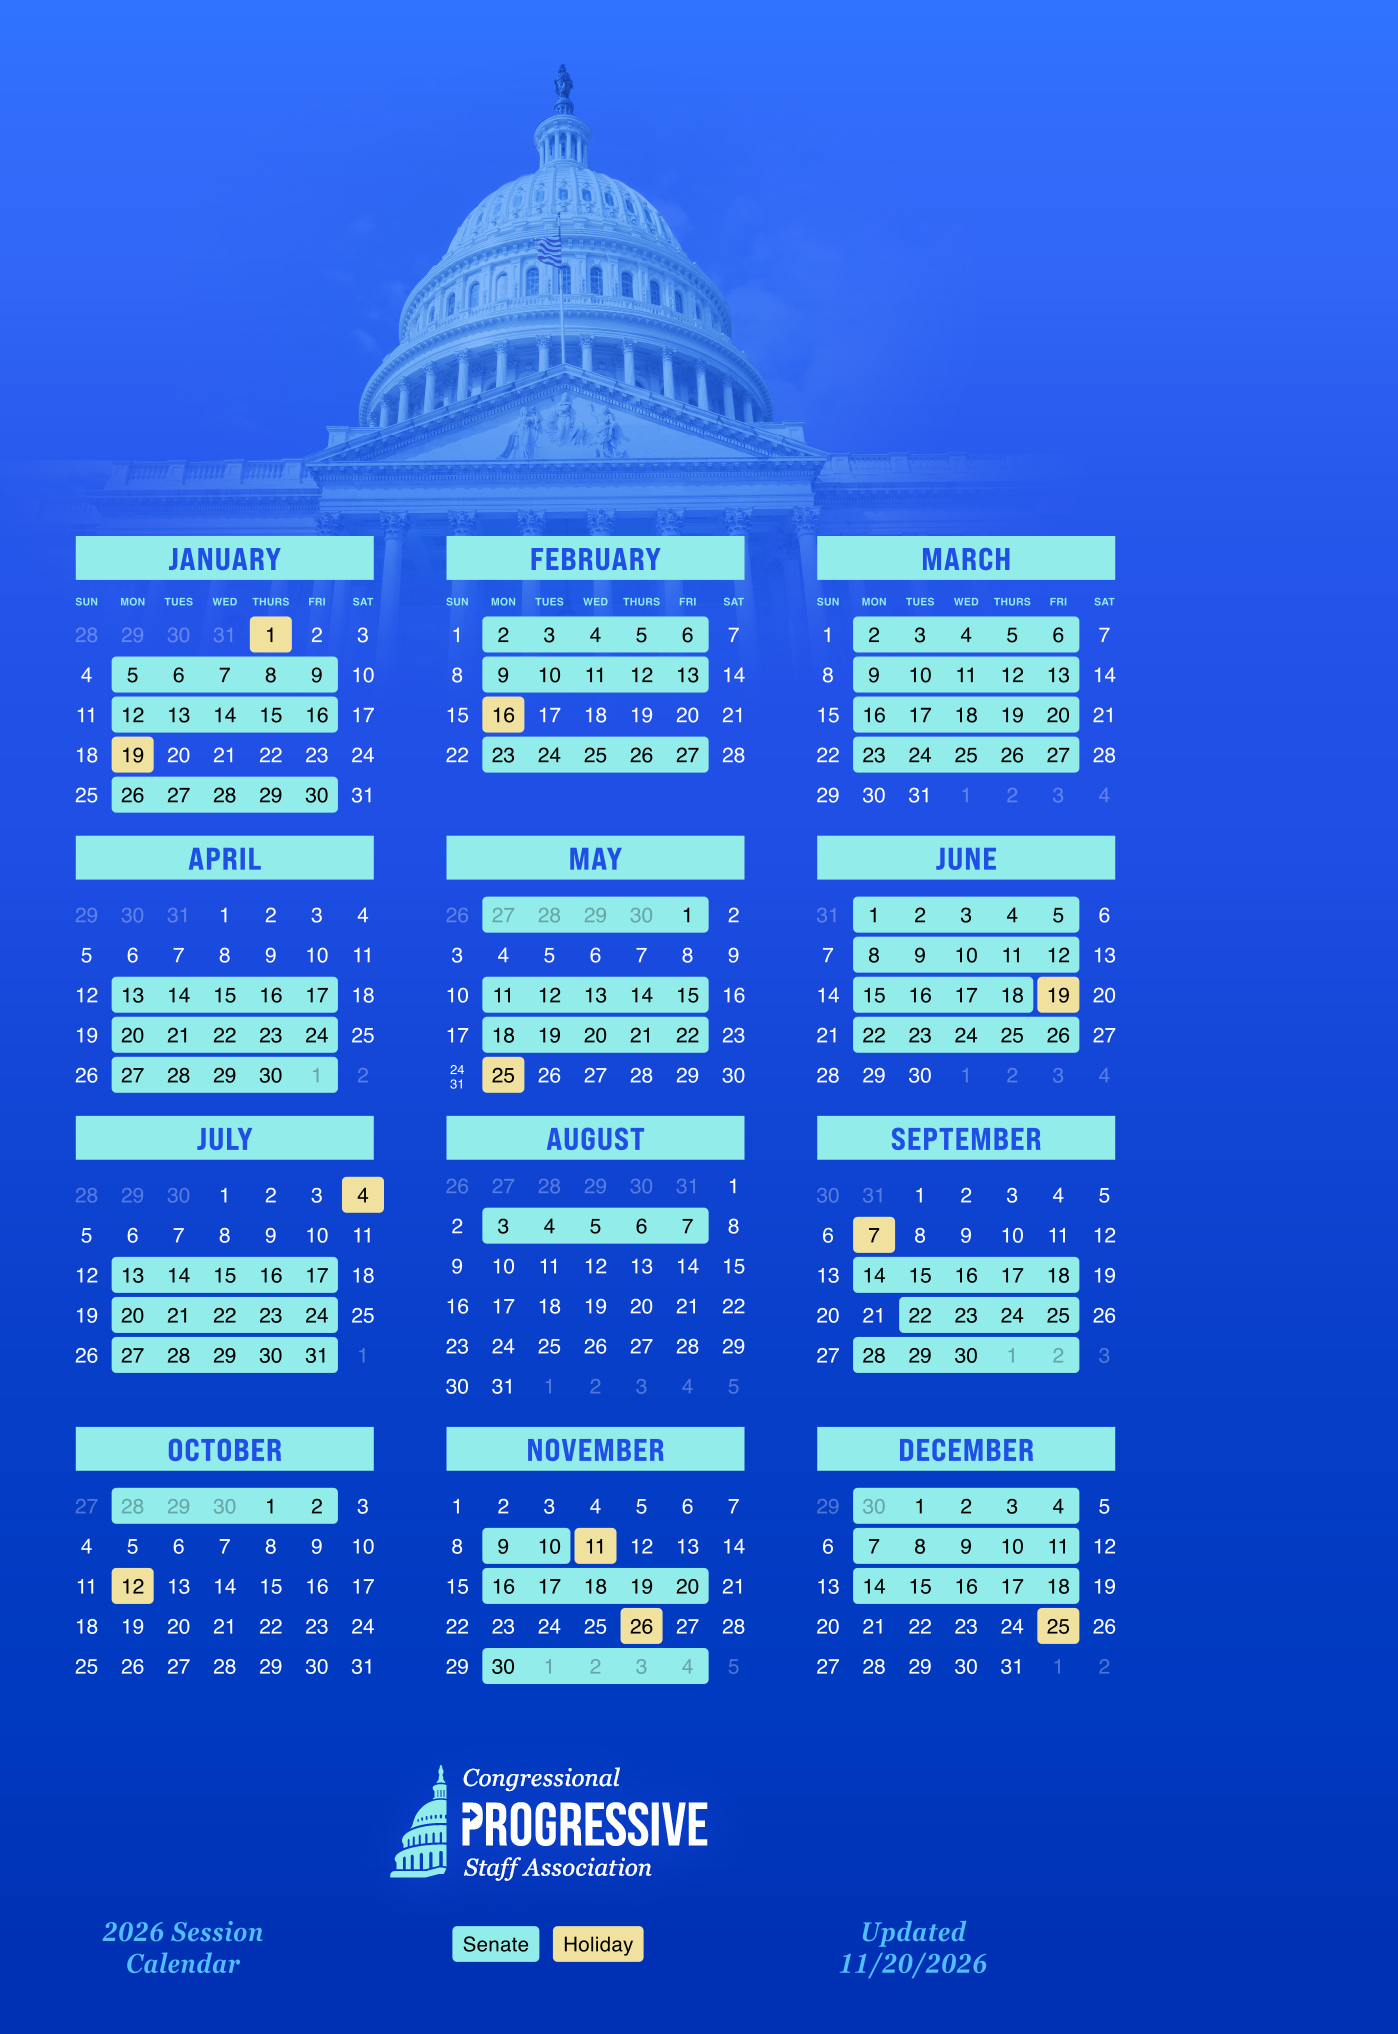 JANUARY
SUN MON TUES WED THURS FRI SAT
28 29 30 31 1 2 3
4 5 6 7 8 9 10
11 12 13 14 15 16 17
18 19 20 21 22 23 24
25 26 27 28 29 30 31
FEBRUARY
SUN MON TUES WED THURS FRI SAT
1 2 3 4 5 6 7
8 9 10 11 12 13 14
15 16 17 18 19 20 21
22 23 24 25 26 27 28
MARCH
SUN MON TUES WED THURS FRI SAT
1 2 3 4 5 6 7
8 9 10 11 12 13 14
15 16 17 18 19 20 21
22 23 24 25 26 27 28
29 30 31 1 2 3 4
APRIL
29 30 31 1 2 3 4
5 6 7 8 9 10 11
12 13 14 15 16 17 18
19 20 21 22 23 24 25
26 27 28 29 30 1 2
MAY
26 27 28 29 30 1 2
3 4 5 6 7 8 9
10 11 12 13 14 15 16
17 18 19 20 21 22 23
24
31 25 26 27 28 29 30
JUNE
31 1 2 3 4 5 6
7 8 9 10 11 12 13
14 15 16 17 18 19 20
21 22 23 24 25 26 27
28 29 30 1 2 3 4
JULY
28 29 30 1 2 3 4
5 6 7 8 9 10 11
12 13 14 15 16 17 18
19 20 21 22 23 24 25
26 27 28 29 30 31 1
AUGUST
26 27 28 29 30 31 1
2 3 4 5 6 7 8
9 10 11 12 13 14 15
16 17 18 19 20 21 22
23 24 25 26 27 28 29
30 31 1 2 3 4 5
SEPTEMBER
30 31 1 2 3 4 5
6 7 8 9 10 11 12
13 14 15 16 17 18 19
20 21 22 23 24 25 26
27 28 29 30 1 2 3
OCTOBER
27 28 29 30 1 2 3
4 5 6 7 8 9 10
11 12 13 14 15 16 17
18 19 20 21 22 23 24
25 26 27 28 29 30 31
NOVEMBER
1 2 3 4 5 6 7
8 9 10 11 12 13 14
15 16 17 18 19 20 21
22 23 24 25 26 27 28
29 30 1 2 3 4 5
DECEMBER
29 30 1 2 3 4 5
6 7 8 9 10 11 12
13 14 15 16 17 18 19
20 21 22 23 24 25 26
27 28 29 30 31 1 2
Congressional
PROGRESSIVE
Staff Association
2026 Session
Calendar
Senate Holiday
Updated
11/20/2026